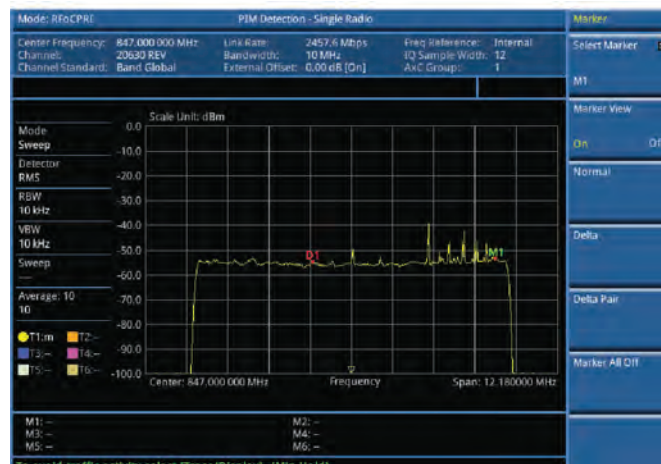 Mode: RFoCPRI PIM Detection - Single Radio Marker
Center Frequency: 847.000 000 MHz Link Rate: 2457.6 Mbps Freq Reference: Internal
Channel: 20630 REV Bandwidth: 10 MHz IQ Sample Width: 12
Channel Standard: Band Global External Offset: 0.00 dB [On] AxC Group: 1
Select Marker
M1
Marker View
On Of
Normal
Delta
Delta Pair
Marker All Off
Scale Unit: dBm
Mode
Sweep
Detector
RMS
RBW
10 kHz
VBW
10 kHz
Sweep
---
Average: 10
10
T1:m T2:--
T3:-- T4:--
T5:-- T6:--
0.0
-10.0
-20.0
-30.0
-40.0
-50.0
-60.0
-70.0
-80.0
-90.0
-100.0
D1 M1
Center: 847.000 000 MHz Frequency Span: 12.180000 MHz
M1: -- M2: --
M3: -- M4: --
M5: -- M6: --